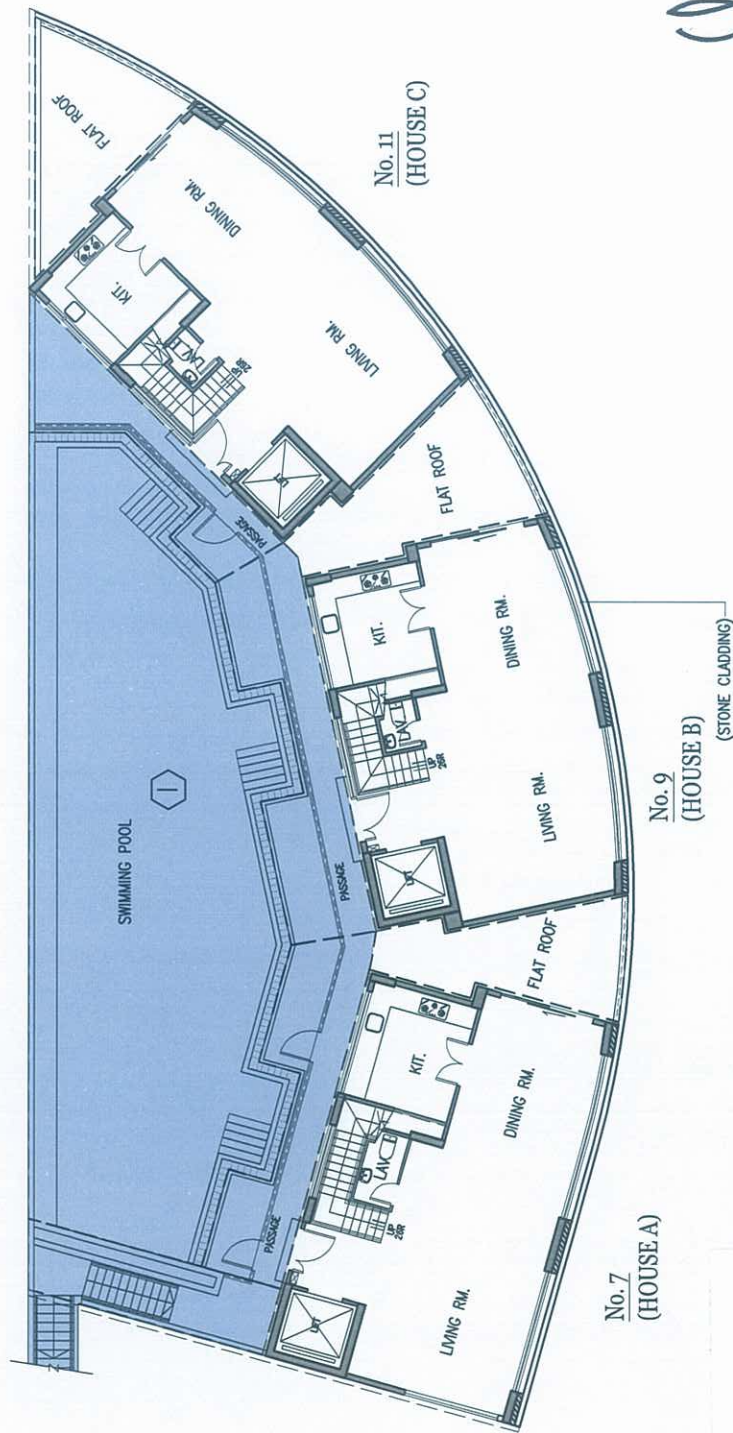 SWIMMING POOL
I
PASSAGE
LIFT
UP
26R
LAV.
KIT.
LIVING RM.
DINING RM.
FLAT ROOF
No. 7
(HOUSE A)
PASSAGE
LIFT
UP
26R
LAV.
KIT.
LIVING RM.
DINING RM.
FLAT ROOF
No. 9
(HOUSE B)
(STONE CLADDING)
PASSAGE
LIFT
UP
26R
LAV.
KIT.
LIVING RM.
DINING RM.
FLAT ROOF
No. 11
(HOUSE C)